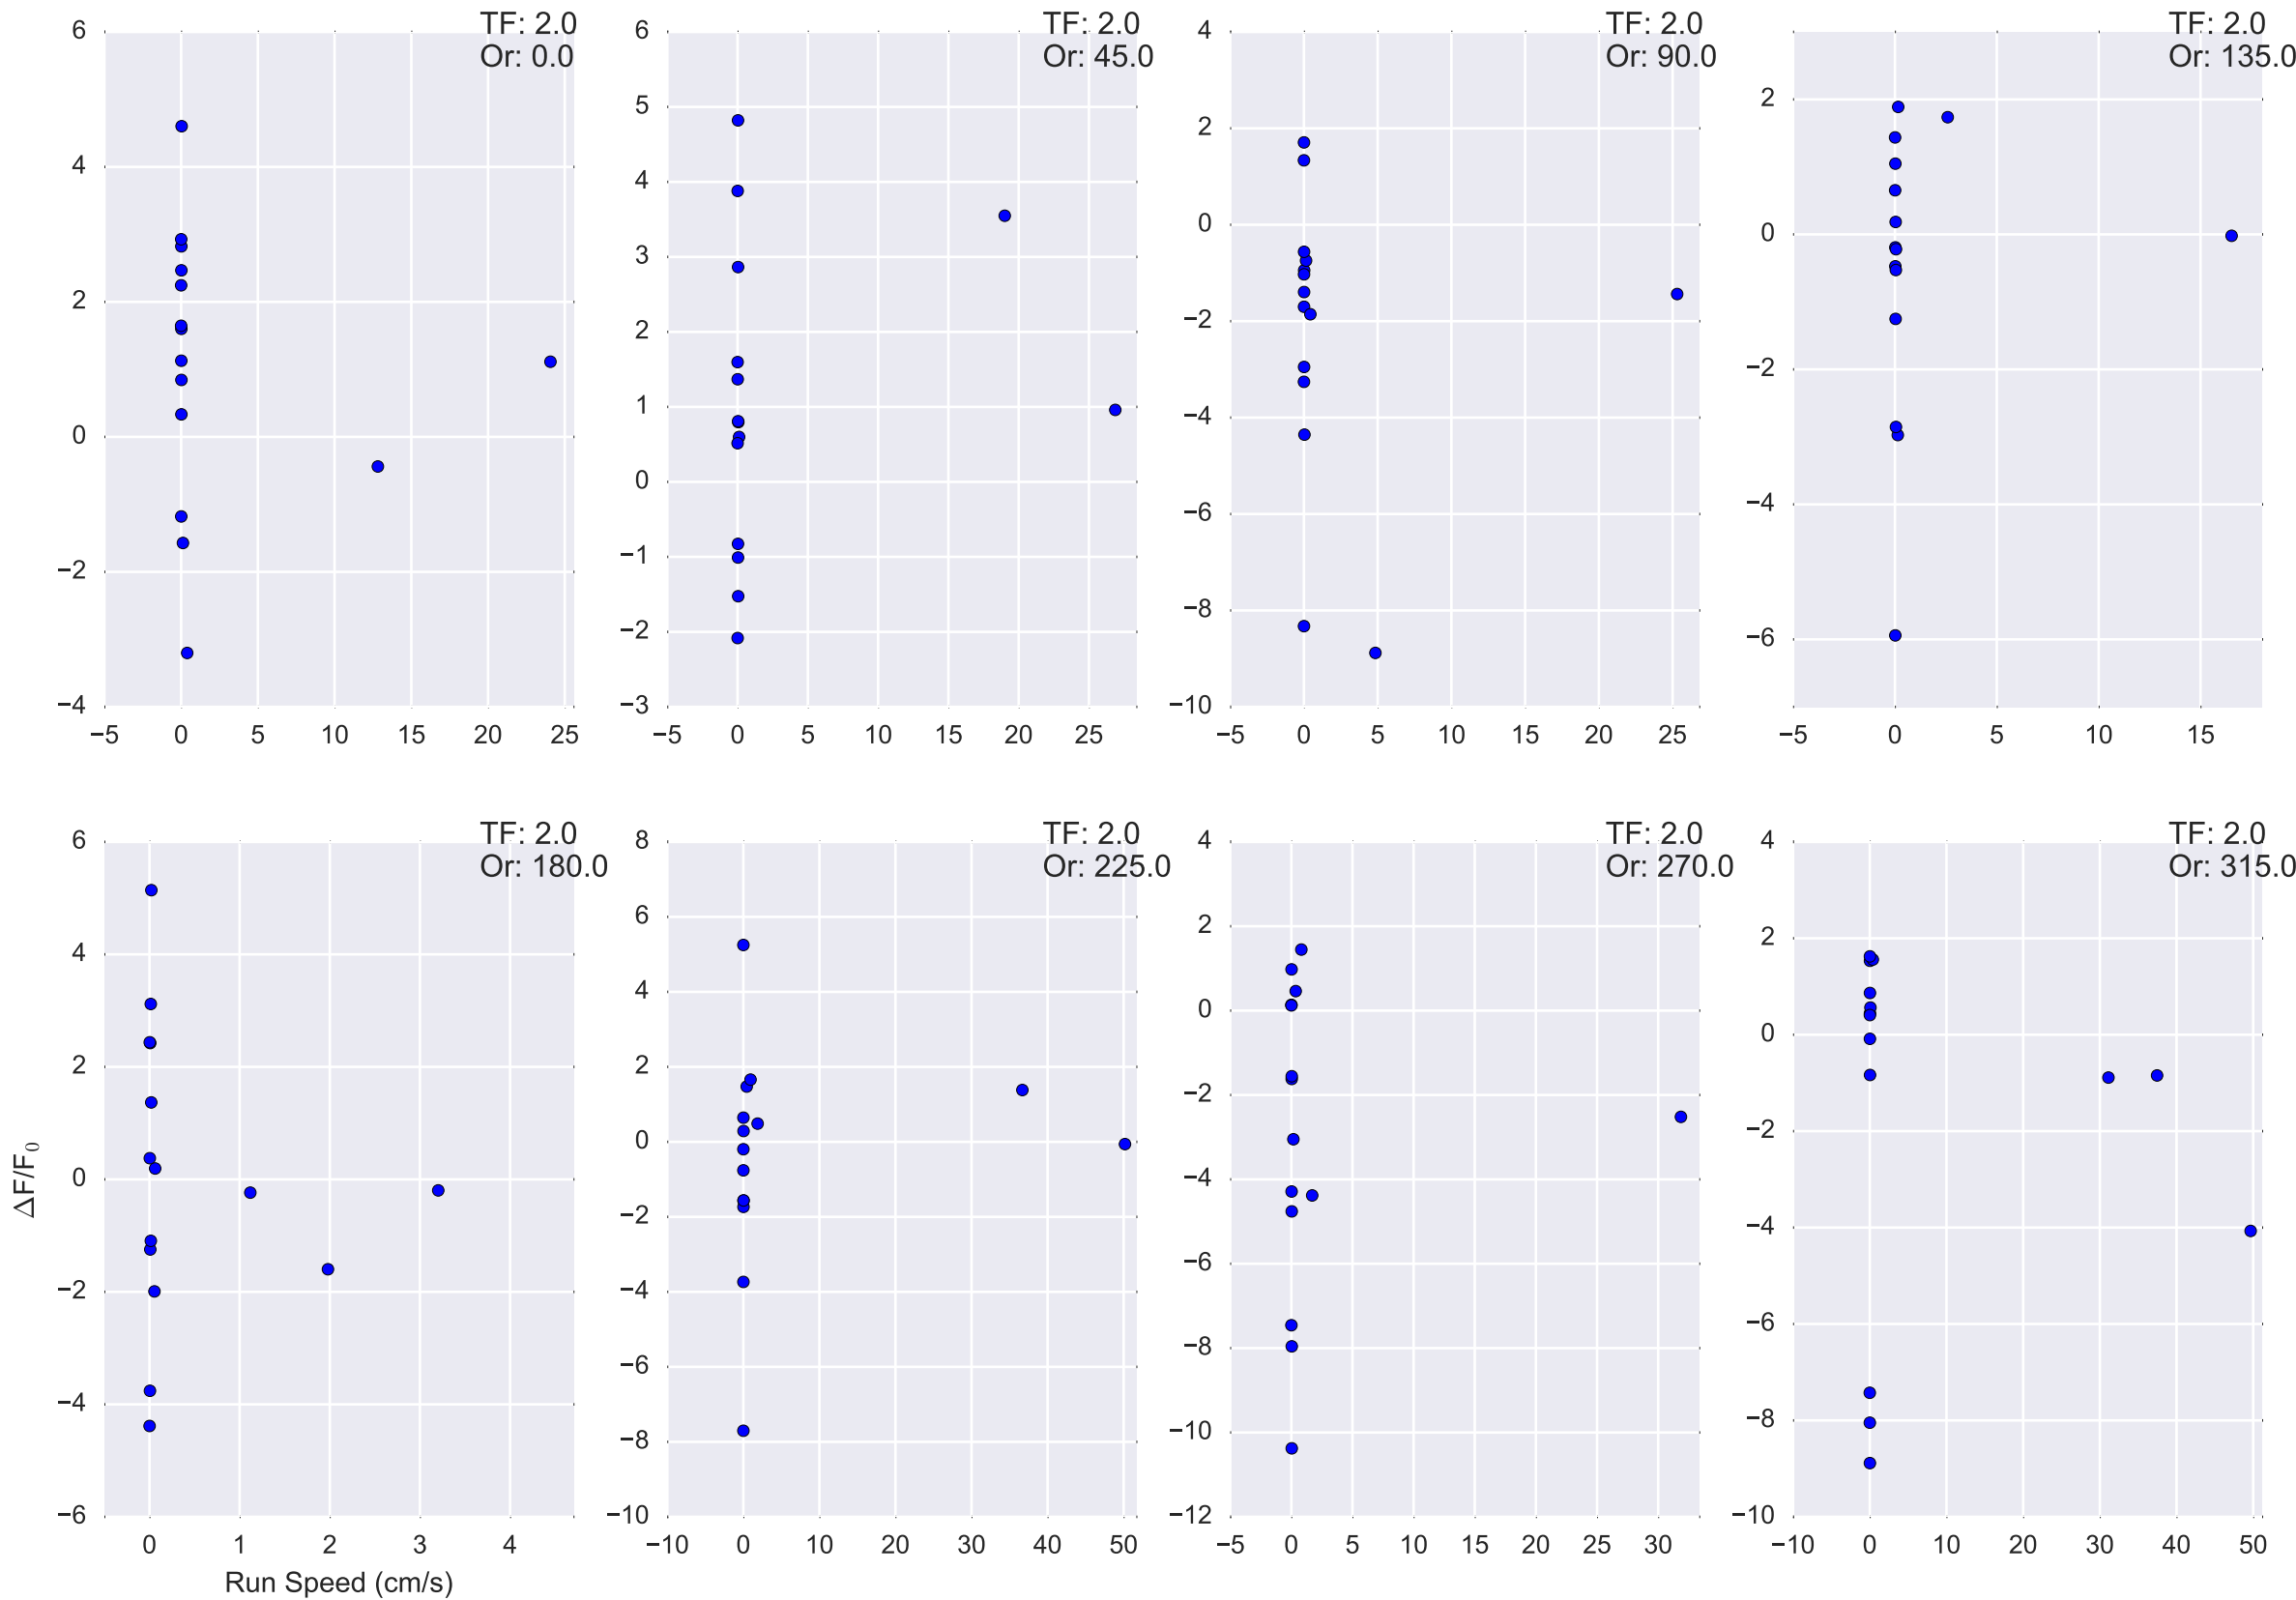 TF: 2.0
Or: 0.0
6
4
2
0
−2
−4
−5 0 5 10 15 20 25
TF: 2.0
Or: 45.0
6
5
4
3
2
1
0
−1
−2
−3
−5 0 5 10 15 20 25
TF: 2.0
Or: 90.0
4
2
0
−2
−4
−6
−8
−10
−5 0 5 10 15 20 25
TF: 2.0
Or: 135.0
2
0
−2
−4
−6
−5 0 5 10 15
TF: 2.0
Or: 180.0
6
4
2
0
−2
−4
−6
0 1 2 3 4
ΔF/F₀
Run Speed (cm/s)
TF: 2.0
Or: 225.0
8
6
4
2
0
−2
−4
−6
−8
−10
−10 0 10 20 30 40 50
TF: 2.0
Or: 270.0
4
2
0
−2
−4
−6
−8
−10
−12
−5 0 5 10 15 20 25 30
TF: 2.0
Or: 315.0
4
2
0
−2
−4
−6
−8
−10
−10 0 10 20 30 40 50